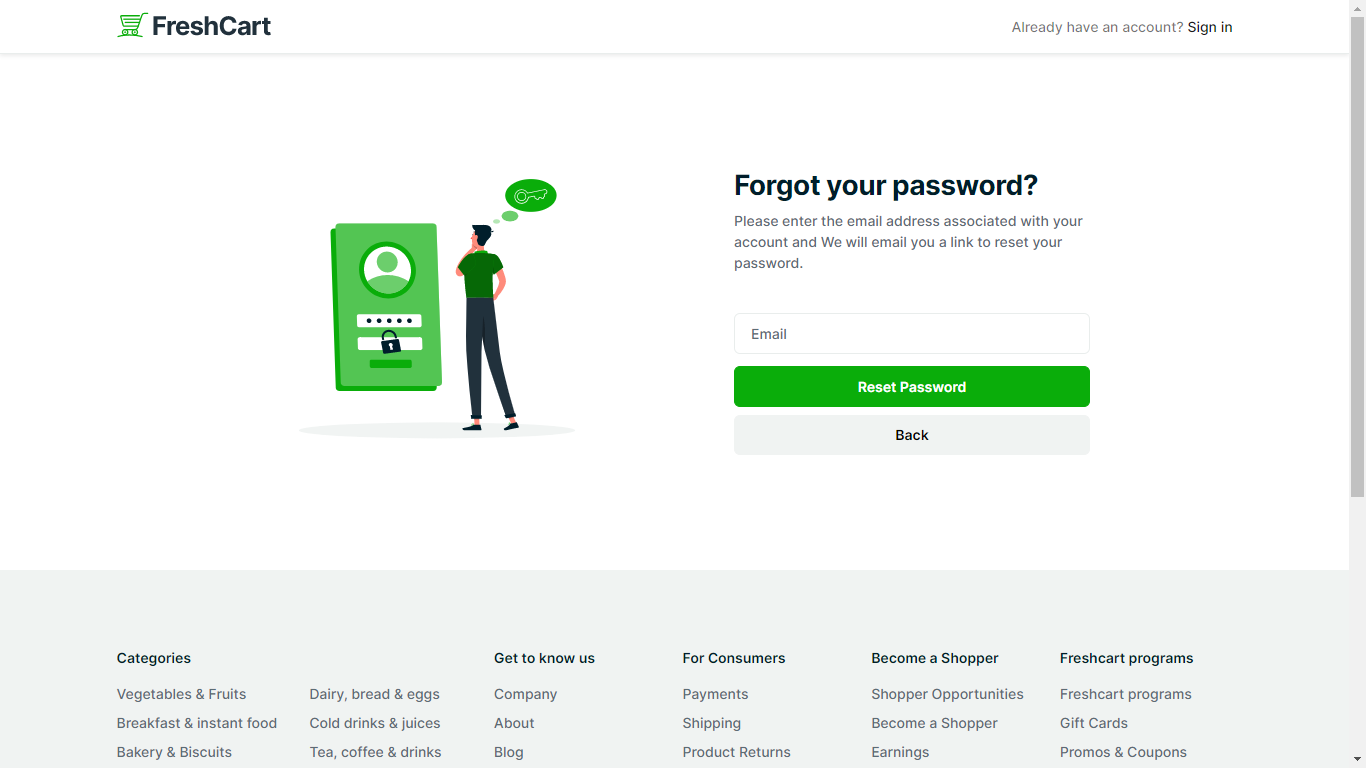 FreshCart
Already have an account? Sign in
Forgot your password?
Please enter the email address associated with your
account and We will email you a link to reset your
password.
Email
Reset Password
Back
Categories
Vegetables & Fruits
Breakfast & instant food
Bakery & Biscuits
Dairy, bread & eggs
Cold drinks & juices
Tea, coffee & drinks
Get to know us
Company
About
Blog
For Consumers
Payments
Shipping
Product Returns
Become a Shopper
Shopper Opportunities
Become a Shopper
Earnings
Freshcart programs
Freshcart programs
Gift Cards
Promos & Coupons